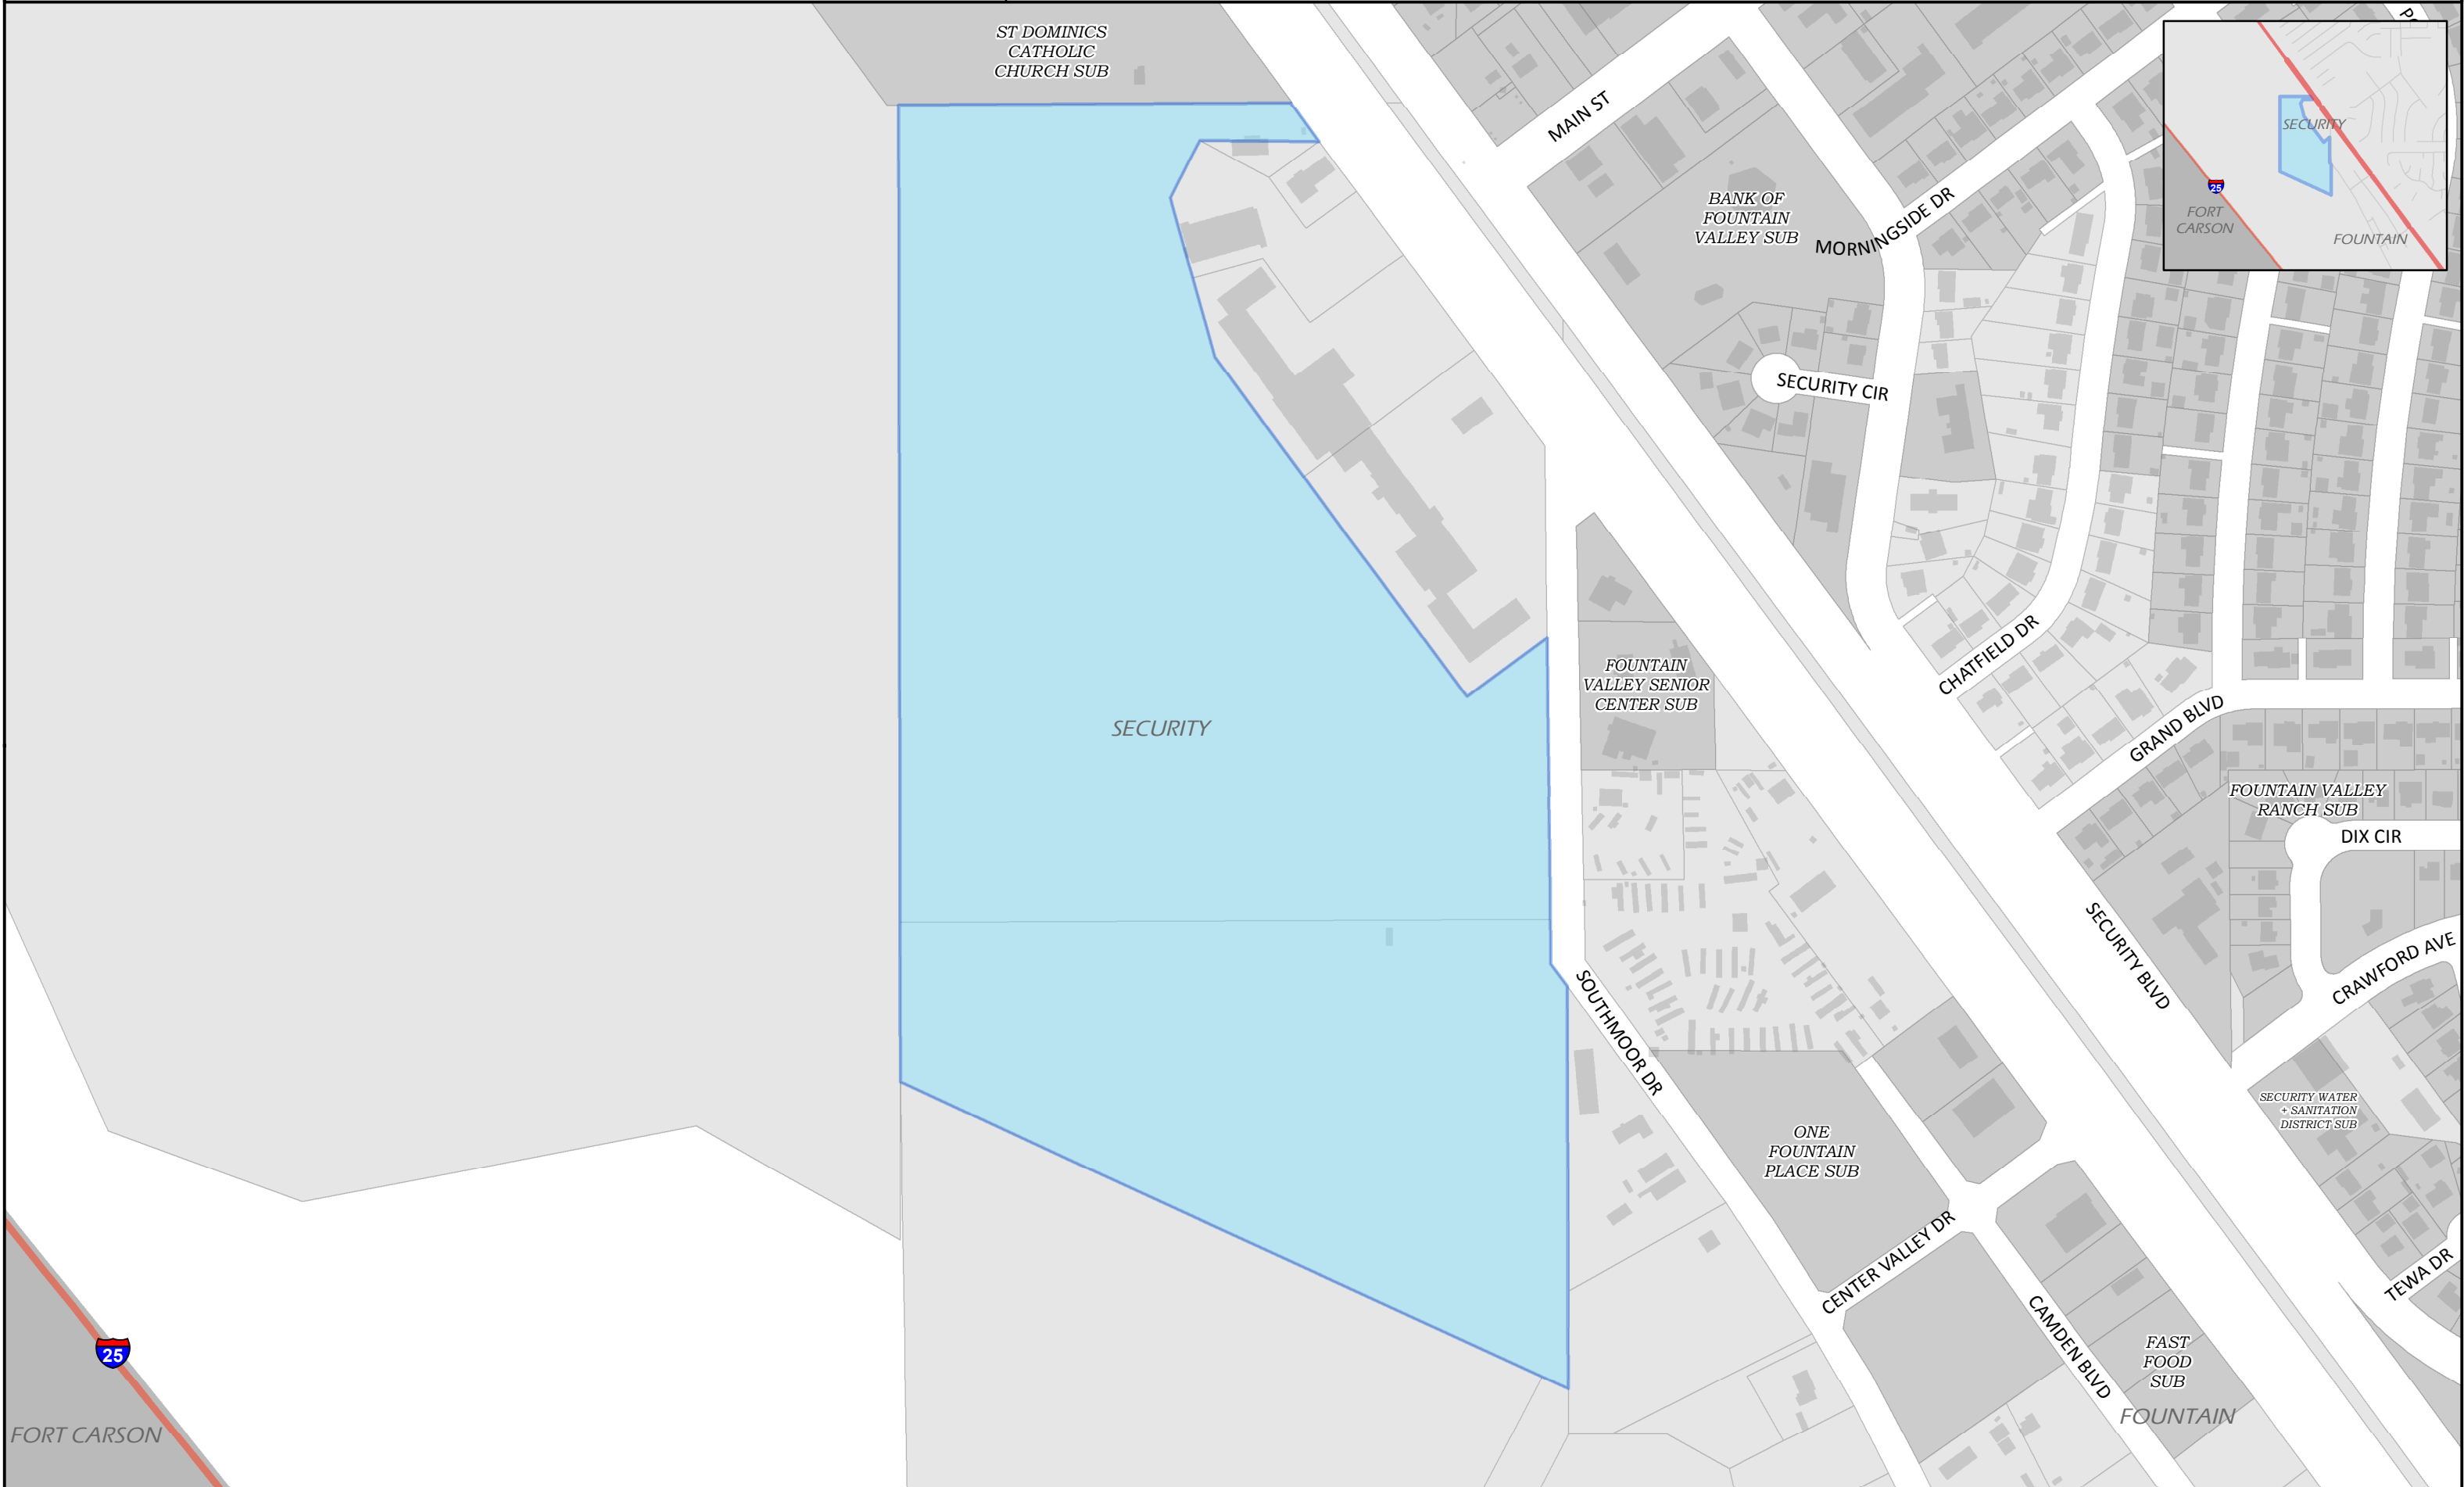 ST DOMINICS
CATHOLIC
CHURCH SUB
MAIN ST
BANK OF
FOUNTAIN
VALLEY SUB
MORNINGSIDE DR
SECURITY
25
FORT
CARSON
FOUNTAIN
SECURITY CIR
CHATFIELD DR
FOUNTAIN
VALLEY SENIOR
CENTER SUB
SECURITY
GRAND BLVD
FOUNTAIN VALLEY
RANCH SUB
DIX CIR
SECURITY BLVD
CRAWFORD AVE
SOUTHMOOR DR
SECURITY WATER
+ SANITATION
DISTRICT SUB
ONE
FOUNTAIN
PLACE SUB
CENTER VALLEY DR
TEWA DR
CAMDEN BLVD
FAST
FOOD
SUB
25
FOUNTAIN
FORT CARSON